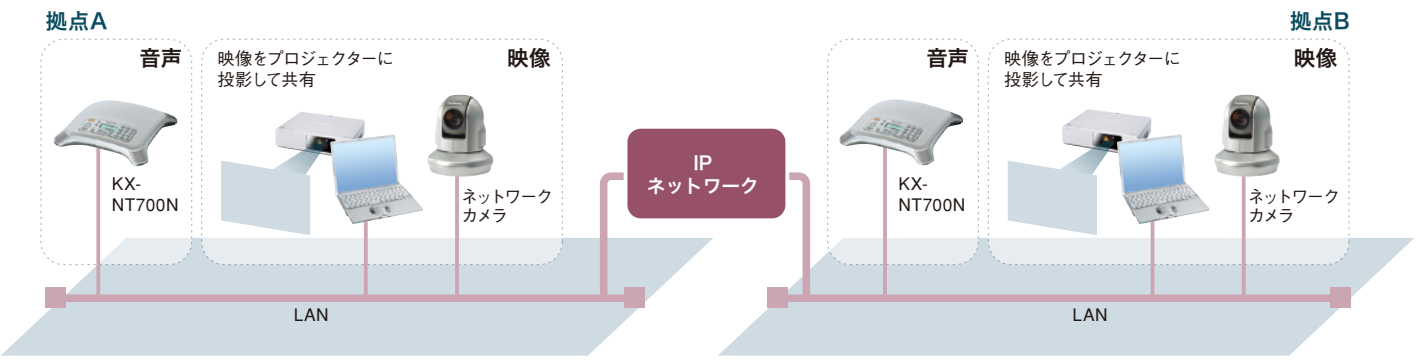 拠点A
音声
映像をプロジェクターに
投影して共有
映像
KX-
NT700N
ネットワーク
カメラ
LAN
IP
ネットワーク
拠点B
音声
映像をプロジェクターに
投影して共有
映像
KX-
NT700N
ネットワーク
カメラ
LAN